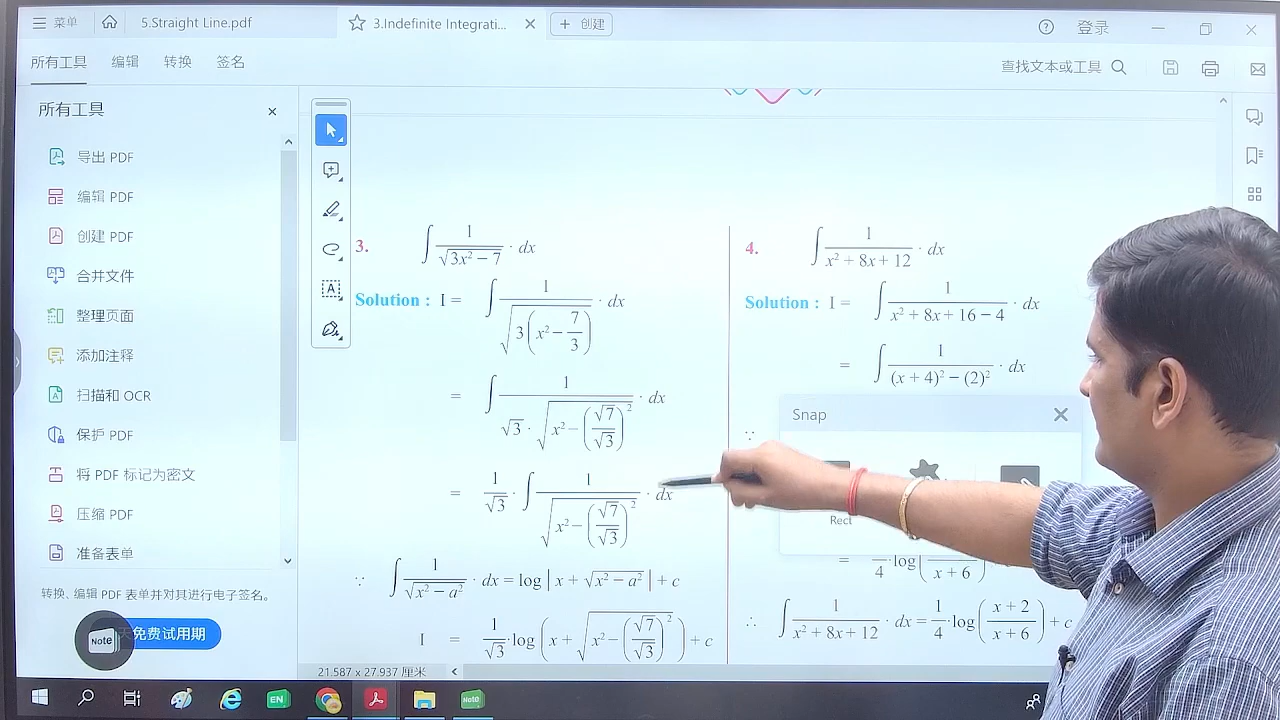 菜单 5.Straight Line.pdf 3.Indefinite Integrati... 创建 登录
所有工具 编辑 转换 签名 查找文本或工具
所有工具
导出 PDF
编辑 PDF
创建 PDF
合并文件
整理页面
添加注释
扫描和 OCR
保护 PDF
将 PDF 标记为密文
压缩 PDF
准备表单
转换、编辑 PDF 表单并对其进行电子签名。
免费试用期
Note
3. ∫ 1/√(3x² − 7) · dx
Solution : I = ∫ 1/√(3(x² − 7/3)) · dx
= ∫ 1/(√3 · √(x² − (√7/√3)²)) · dx
= 1/√3 · ∫ 1/√(x² − (√7/√3)²) · dx
∵ ∫ 1/√(x² − a²) · dx = log | x + √(x² − a²) | + c
I = 1/√3 · log (x + √(x² − (√7/√3)²)) + c
4. ∫ 1/(x² + 8x + 12) · dx
Solution : I = ∫ 1/(x² + 8x + 16 − 4) · dx
= ∫ 1/((x + 4)² − (2)²) · dx
Snap
∵
Rect
= /4 · log( /x + 6)
∴ ∫ 1/(x² + 8x + 12) · dx = 1/4 · log((x + 2)/(x + 6)) + c
21.587 x 27.937 厘米
EN
Note